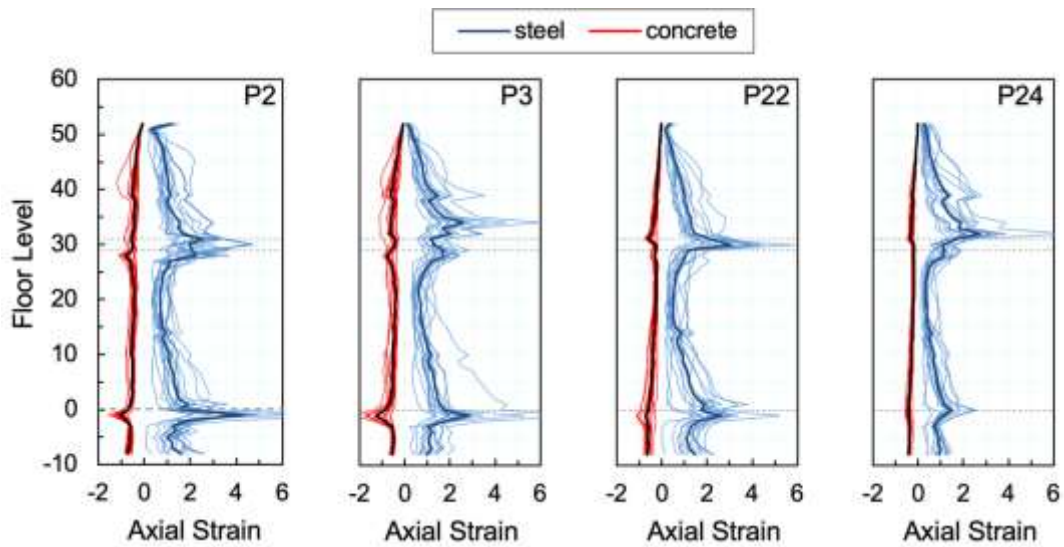 steel concrete
P2 P3 P22 P24
60
50
40
30
20
10
0
-10
Floor Level
-2 0 2 4 6 -2 0 2 4 6 -2 0 2 4 6 -2 0 2 4 6
Axial Strain Axial Strain Axial Strain Axial Strain